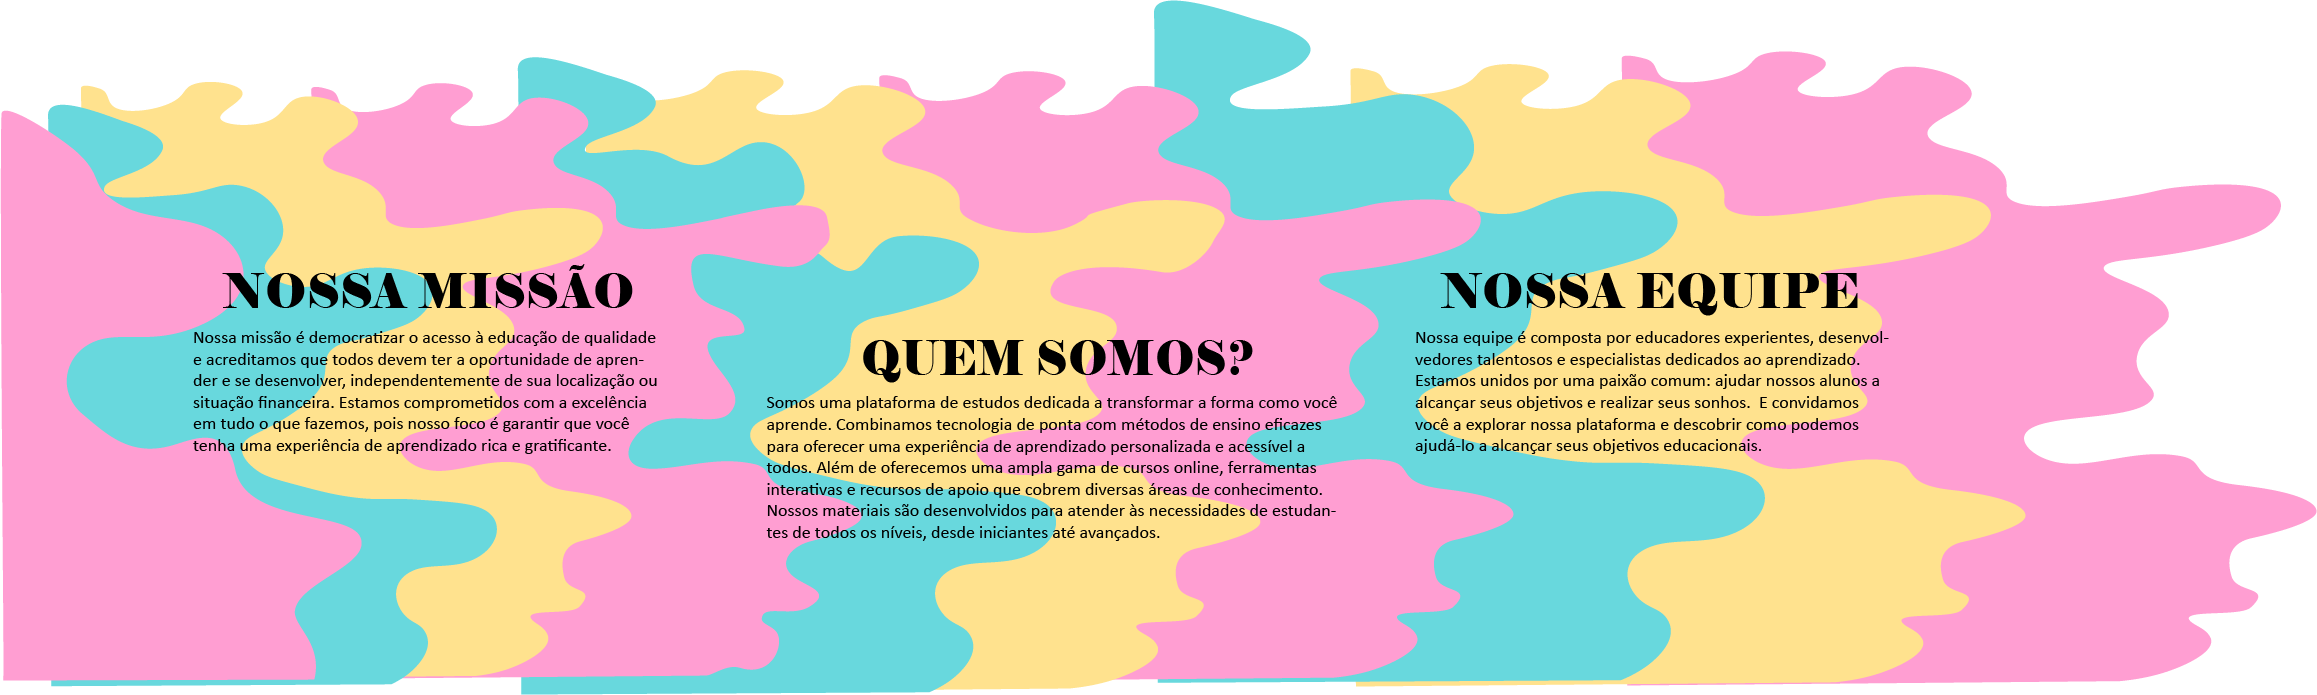 NOSSA MISSÃO
Nossa missão é democratizar o acesso à educação de qualidade
e acreditamos que todos devem ter a oportunidade de apren-
der e se desenvolver, independentemente de sua localização ou
situação financeira. Estamos comprometidos com a excelência
em tudo o que fazemos, pois nosso foco é garantir que você
tenha uma experiência de aprendizado rica e gratificante.
QUEM SOMOS?
Somos uma plataforma de estudos dedicada a transformar a forma como você
aprende. Combinamos tecnologia de ponta com métodos de ensino eficazes
para oferecer uma experiência de aprendizado personalizada e acessível a
todos. Além de oferecemos uma ampla gama de cursos online, ferramentas
interativas e recursos de apoio que cobrem diversas áreas de conhecimento.
Nossos materiais são desenvolvidos para atender às necessidades de estudan-
tes de todos os níveis, desde iniciantes até avançados.
NOSSA EQUIPE
Nossa equipe é composta por educadores experientes, desenvol-
vedores talentosos e especialistas dedicados ao aprendizado.
Estamos unidos por uma paixão comum: ajudar nossos alunos a
alcançar seus objetivos e realizar seus sonhos.  E convidamos
você a explorar nossa plataforma e descobrir como podemos
ajudá-lo a alcançar seus objetivos educacionais.